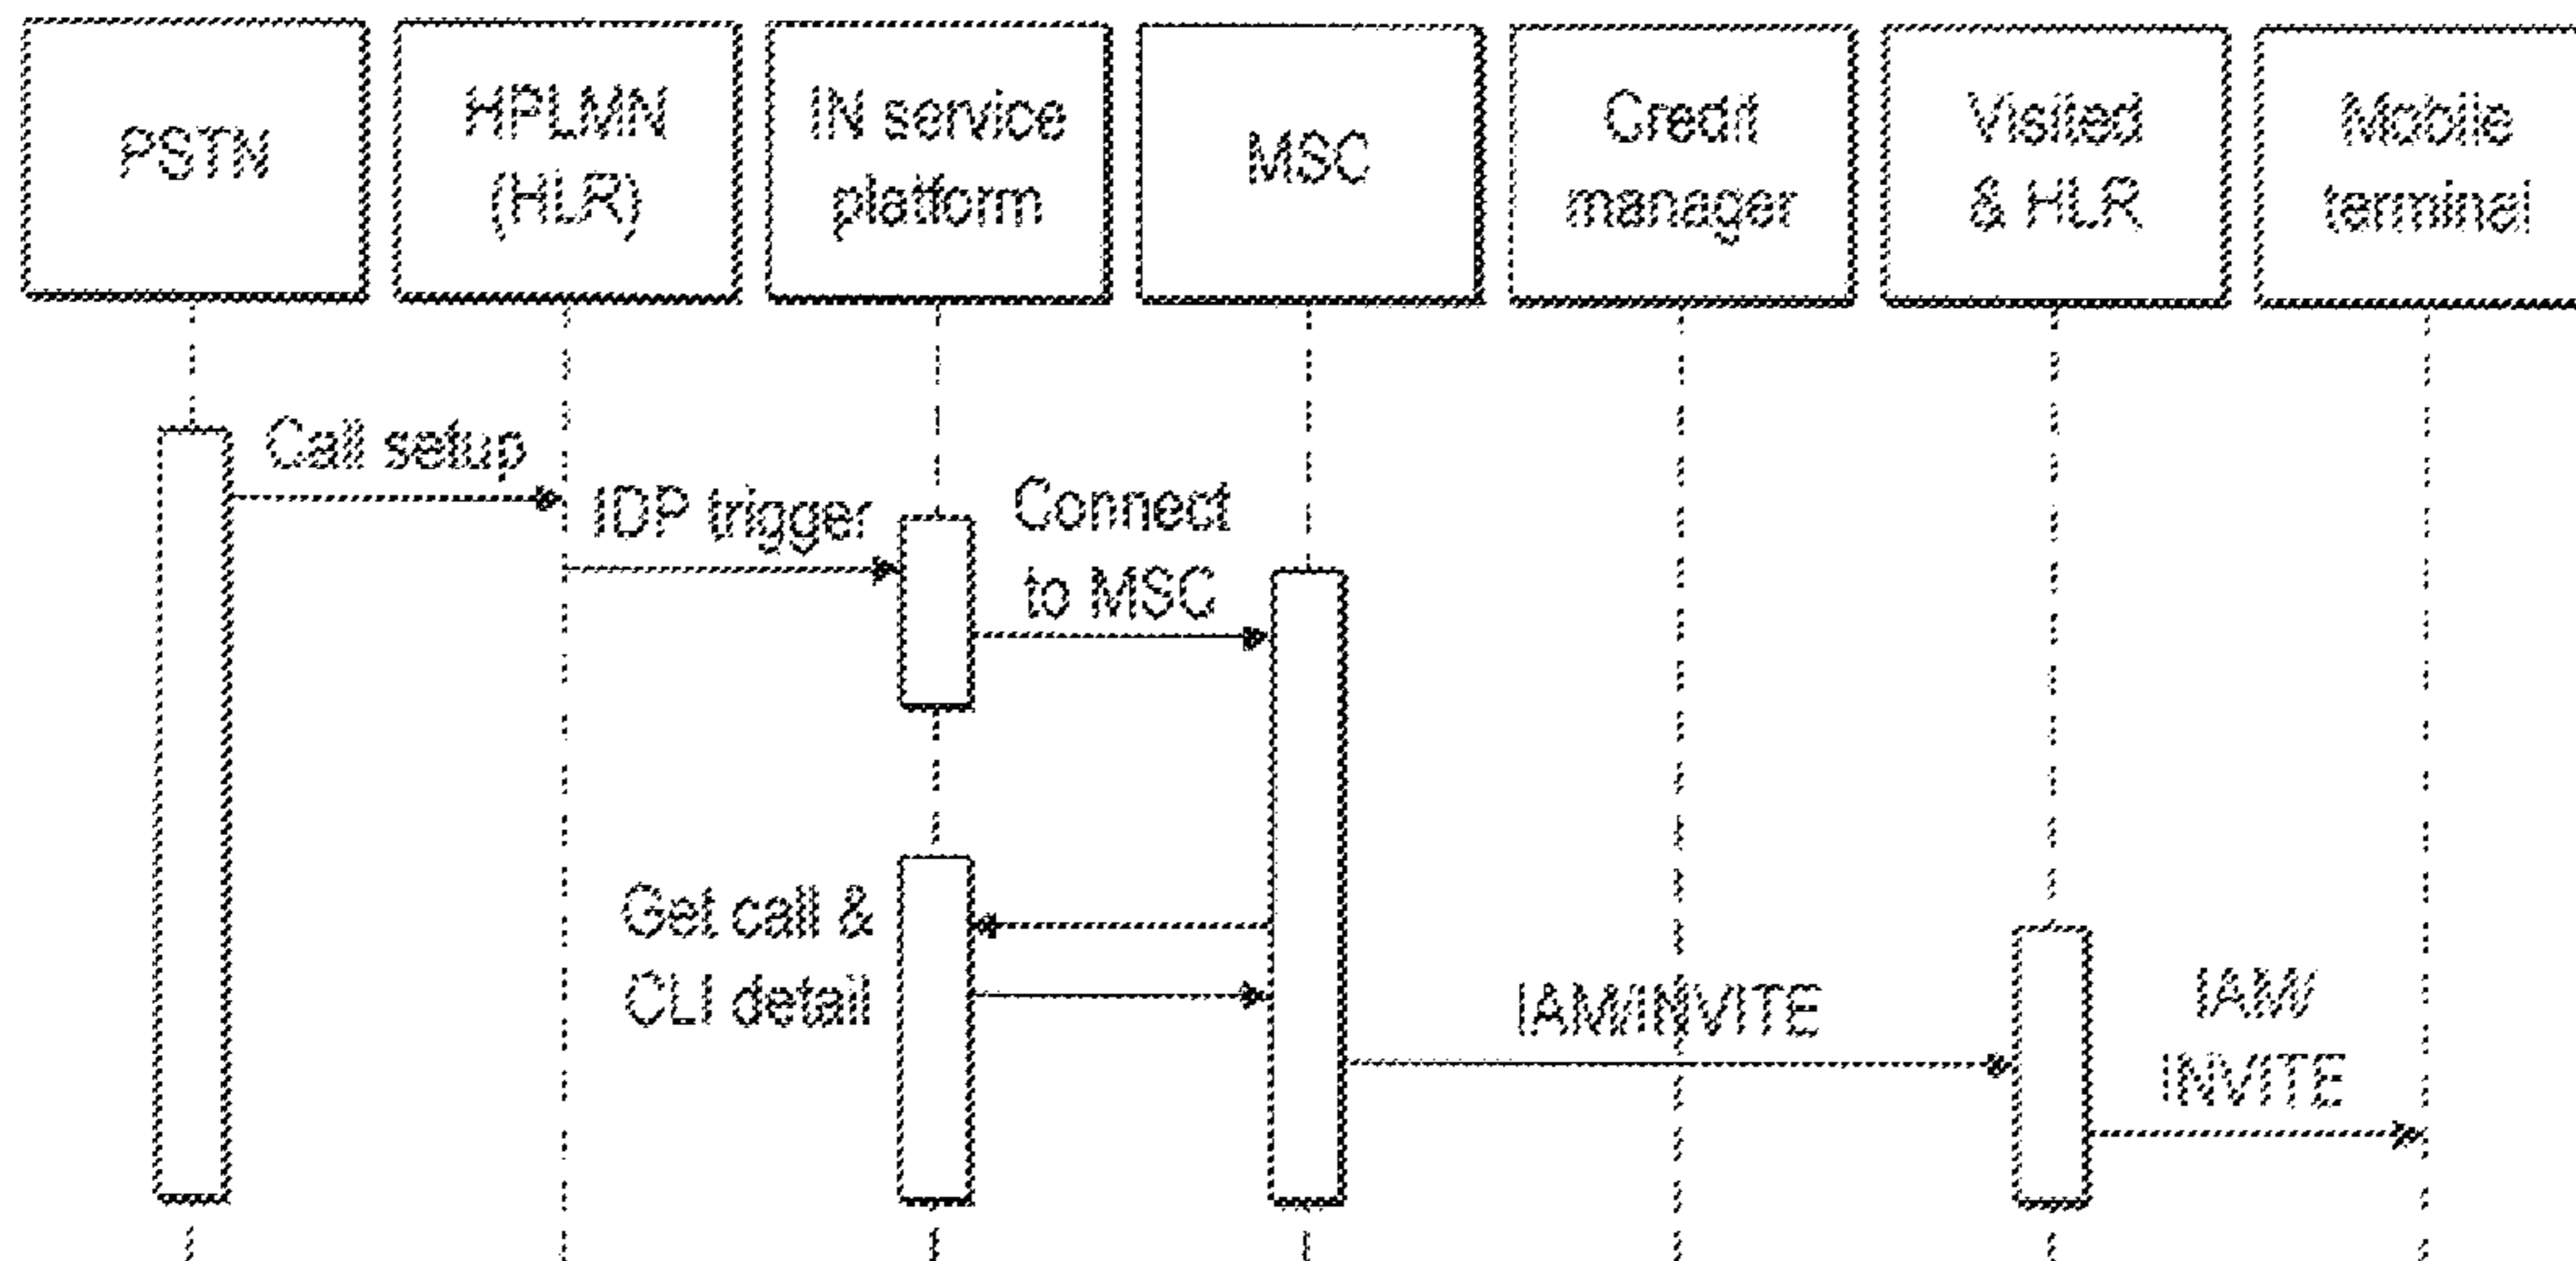 PSTN
HPLMN
(HLR)
IN service
platform
MSC
Credit
manager
Visited
& HLR
Mobile
terminal
Call setup
IDP trigger
Connect
to MSC
Get call &
CLI detail
IAM/INVITE
IAM/
INVITE